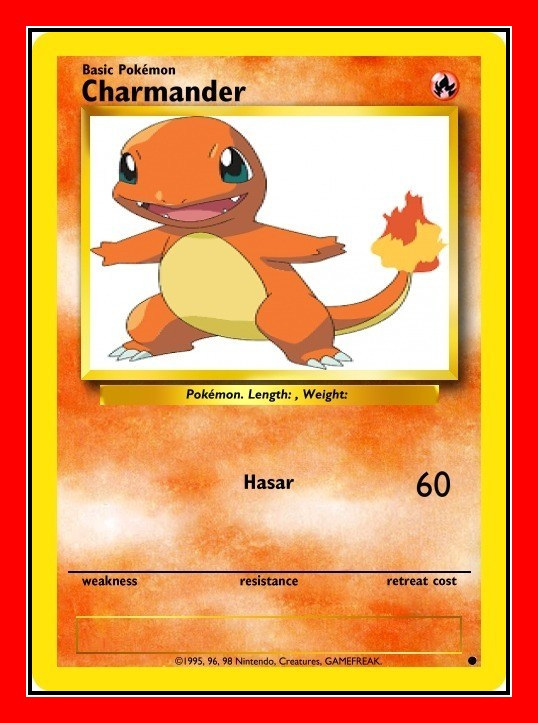 Basic Pokémon
Charmander
Pokémon. Length: , Weight:
Hasar 60
weakness resistance retreat cost
©1995, 96, 98 Nintendo, Creatures, GAMEFREAK.